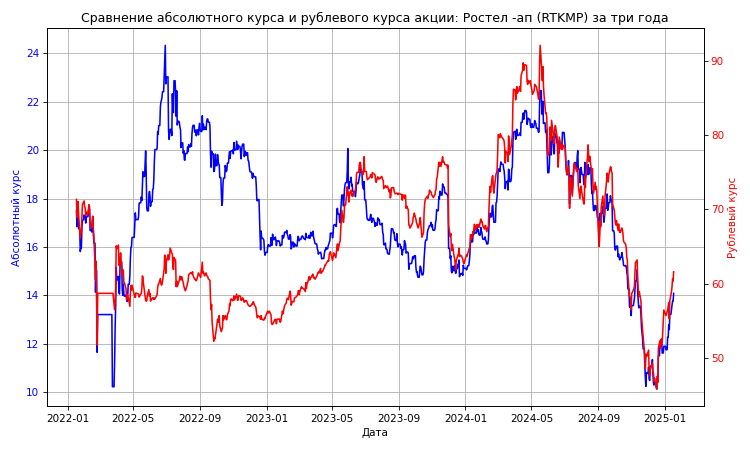 Сравнение абсолютного курса и рублевого курса акции: Ростел -ап (RTKMP) за три года
Абсолютный курс
24
22
20
18
16
14
12
10
90
80
70
60
50
Рублевый курс
2022-01 2022-05 2022-09 2023-01 2023-05 2023-09 2024-01 2024-05 2024-09 2025-01
Дата